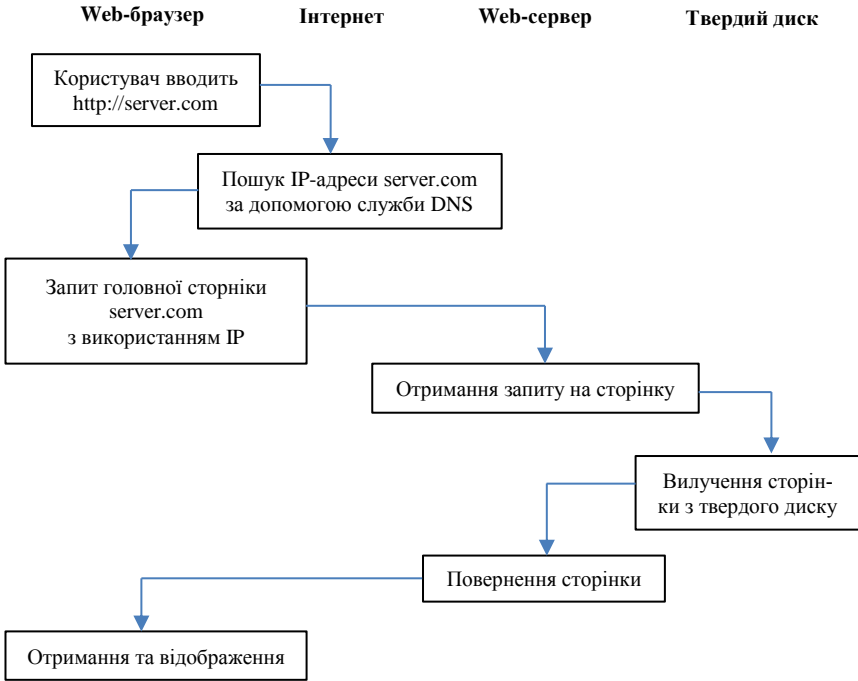 Web-браузер Інтернет Web-сервер Твердий диск
Користувач вводить
http://server.com
Пошук IP-адреси server.com
за допомогою служби DNS
Запит головної сторніки
server.com
з використанням IP
Отримання запиту на сторінку
Вилучення сторін-
ки з твердого диску
Повернення сторінки
Отримання та відображення